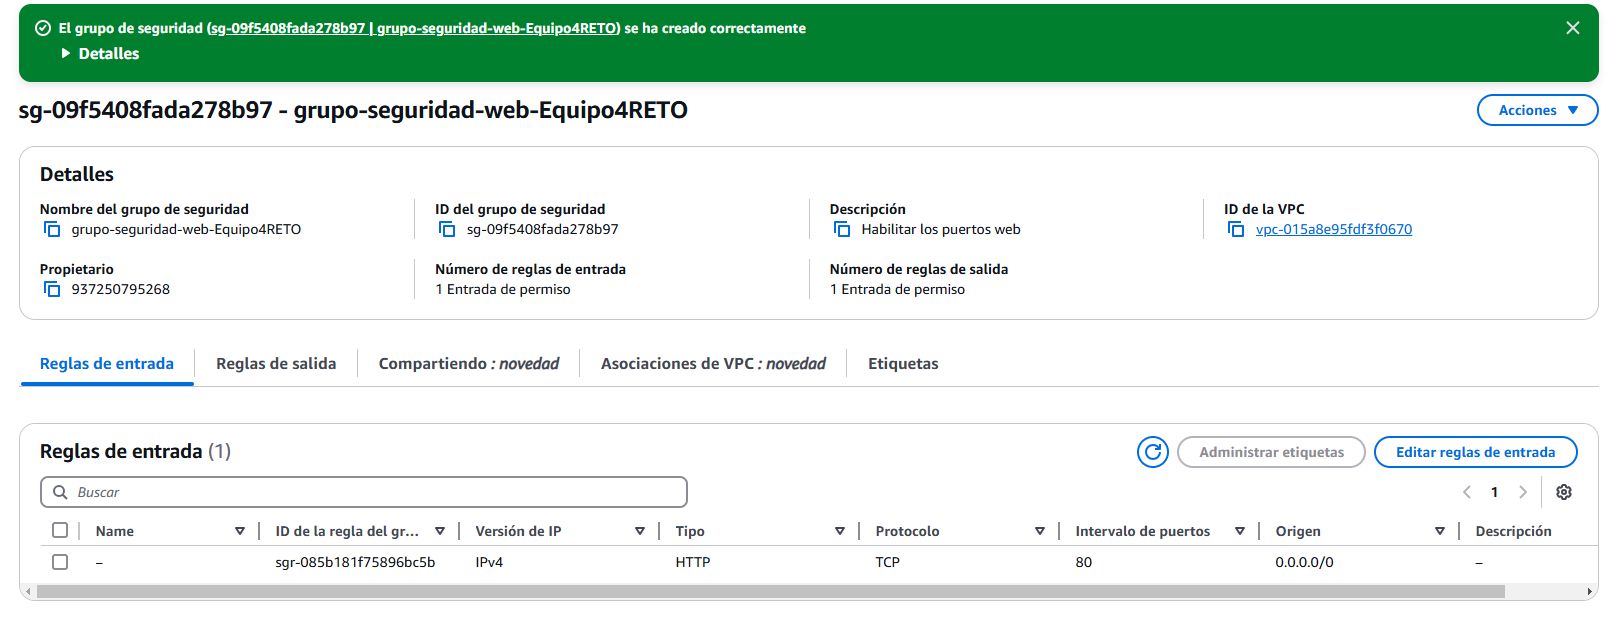 El grupo de seguridad (sg-09f5408fada278b97 | grupo-seguridad-web-Equipo4RETO) se ha creado correctamente
Detalles
sg-09f5408fada278b97 - grupo-seguridad-web-Equipo4RETO
Acciones
Detalles
Nombre del grupo de seguridad
grupo-seguridad-web-Equipo4RETO
ID del grupo de seguridad
sg-09f5408fada278b97
Descripción
Habilitar los puertos web
ID de la VPC
vpc-015a8e95fdf3f0670
Propietario
937250795268
Número de reglas de entrada
1 Entrada de permiso
Número de reglas de salida
1 Entrada de permiso
Reglas de entrada
Reglas de salida
Compartiendo : novedad
Asociaciones de VPC : novedad
Etiquetas
Reglas de entrada (1)
Administrar etiquetas
Editar reglas de entrada
Buscar
1
Name
ID de la regla del gr...
Versión de IP
Tipo
Protocolo
Intervalo de puertos
Origen
Descripción
–
sgr-085b181f75896bc5b
IPv4
HTTP
TCP
80
0.0.0.0/0
–